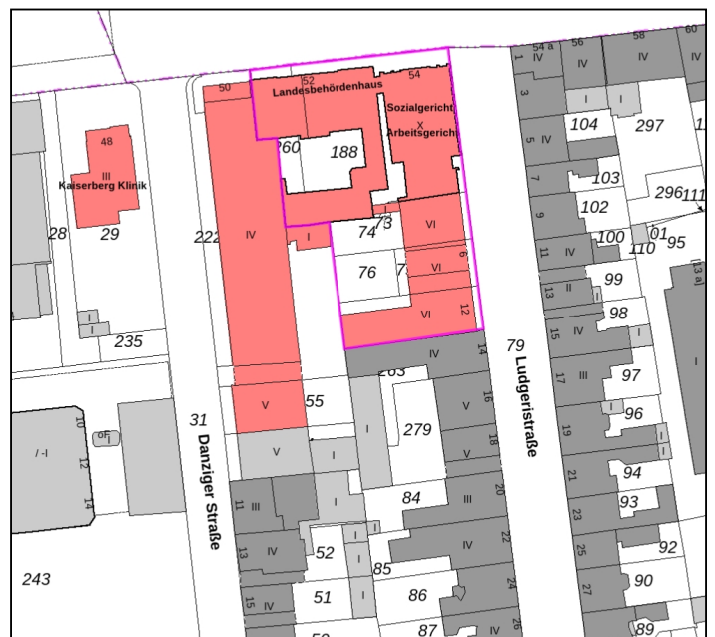 54 a
56
58
60
1
IV
IV
IV
IV
50
52
54
Landesbehördenhaus
Sozialgericht
X
Arbeitsgericht
3
I
I
48
III
Kaiserberg Klinik
104
297
5
IV
188
7
103
296
111
102
9
28
29
222
IV
I
I
74
73
VI
100
110
95
11
IV
6
76
VI
99
13
II
I
[13 a]
VI
12
98
I
I
235
15
IV
I
79
14
IV
I
17
III
97
263
55
V
16
V
I
96
279
31
19
I
I
10
of
I
Ludgeristraße
Danziger Straße
/ -I
12
V
I
18
V
94
21
14
84
20
III
11
III
I
93
23
22
IV
52
I
I
13
IV
I
85
92
25
243
51
I
86
24
90
27
15
IV
87
IV
26
89